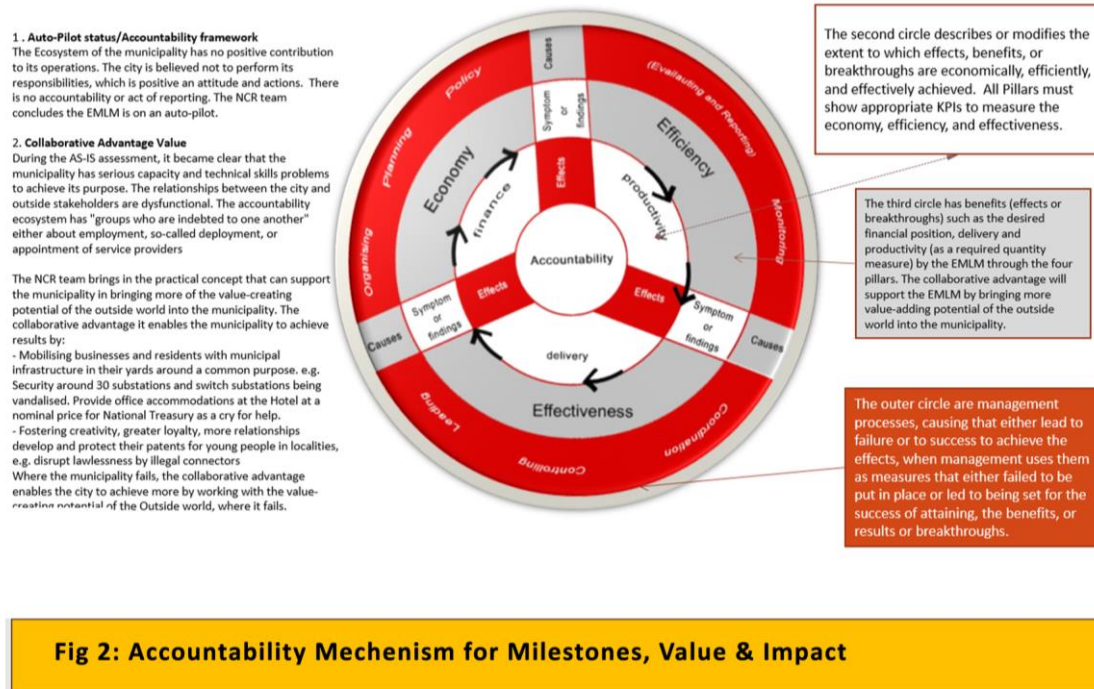 1 . Auto-Pilot status/Accountability framework
The Ecosystem of the municipality has no positive contribution
to its operations. The city is believed not to perform its
responsibilities, which is positive an attitude and actions. There
is no accountability or act of reporting. The NCR team
concludes the EMLM is on an auto-pilot.
2. Collaborative Advantage Value
During the AS-IS assessment, it became clear that the
municipality has serious capacity and technical skills problems
to achieve its purpose. The relationships between the city and
outside stakeholders are dysfunctional. The accountability
ecosystem has "groups who are indebted to one another"
either about employment, so-called deployment, or
appointment of service providers
The NCR team brings in the practical concept that can support
the municipality in bringing more of the value-creating
potential of the outside world into the municipality. The
collaborative advantage it enables the municipality to achieve
results by:
- Mobilising businesses and residents with municipal
infrastructure in their yards around a common purpose. e.g.
Security around 30 substations and switch substations being
vandalised. Provide office accommodations at the Hotel at a
nominal price for National Treasury as a cry for help.
- Fostering creativity, greater loyalty, more relationships
develop and protect their patents for young people in localities,
e.g. disrupt lawlessness by illegal connectors
Where the municipality fails, the collaborative advantage
enables the city to achieve more by working with the value-
creating potential of the Outside world, where it fails.
Policy
Planning
Organising
Leading
Controlling
Coordination
Monitoring
(Evailauting and Reporting)
Causes
Symptom
or
findings
Effects
Economy
finance
Efficiency
productivity
Accountability
Effects
Symptom
or
findings
Causes
Effects
Symptom
or
findings
Causes
delivery
Effectiveness
The second circle describes or modifies the
extent to which effects, benefits, or
breakthroughs are economically, efficiently,
and effectively achieved. All Pillars must
show appropriate KPIs to measure the
economy, efficiency, and effectiveness.
The third circle has benefits (effects or
breakthroughs) such as the desired
financial position, delivery and
productivity (as a required quantity
measure) by the EMLM through the four
pillars. The collaborative advantage will
support the EMLM by bringing more
value-adding potential of the outside
world into the municipality.
The outer circle are management
processes, causing that either lead to
failure or to success to achieve the
effects, when management uses them
as measures that either failed to be
put in place or led to being set for the
success of attaining, the benefits, or
results or breakthroughs.
Fig 2: Accountability Mechenism for Milestones, Value & Impact